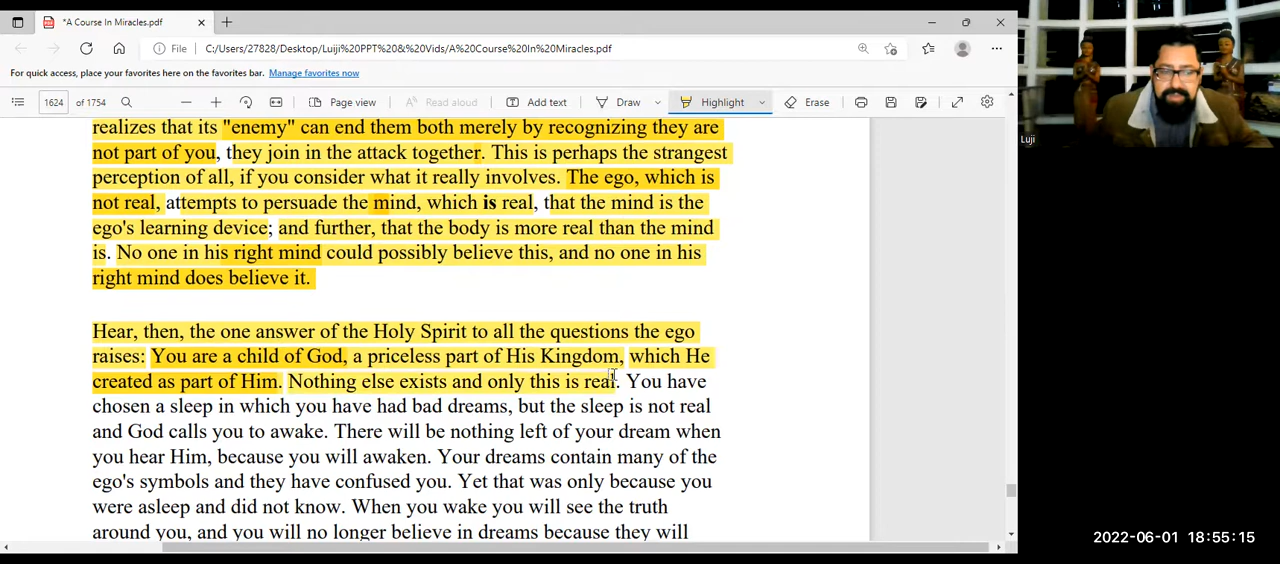 *A Course In Miracles.pdf
File
C:/Users/27828/Desktop/Luiji%20PPT%20&%20Vids/A%20Course%20In%20Miracles.pdf
For quick access, place your favorites here on the favorites bar. Manage favorites now
1624 of 1754
Page view
Read aloud
Add text
Draw
Highlight
Erase
realizes that its "enemy" can end them both merely by recognizing they are
not part of you, they join in the attack together. This is perhaps the strangest
perception of all, if you consider what it really involves. The ego, which is
not real, attempts to persuade the mind, which is real, that the mind is the
ego's learning device; and further, that the body is more real than the mind
is. No one in his right mind could possibly believe this, and no one in his
right mind does believe it.
Hear, then, the one answer of the Holy Spirit to all the questions the ego
raises: You are a child of God, a priceless part of His Kingdom, which He
created as part of Him. Nothing else exists and only this is real. You have
chosen a sleep in which you have had bad dreams, but the sleep is not real
and God calls you to awake. There will be nothing left of your dream when
you hear Him, because you will awaken. Your dreams contain many of the
ego's symbols and they have confused you. Yet that was only because you
were asleep and did not know. When you wake you will see the truth
around you, and you will no longer believe in dreams because they will
Luji
2022-06-01 18:55:15